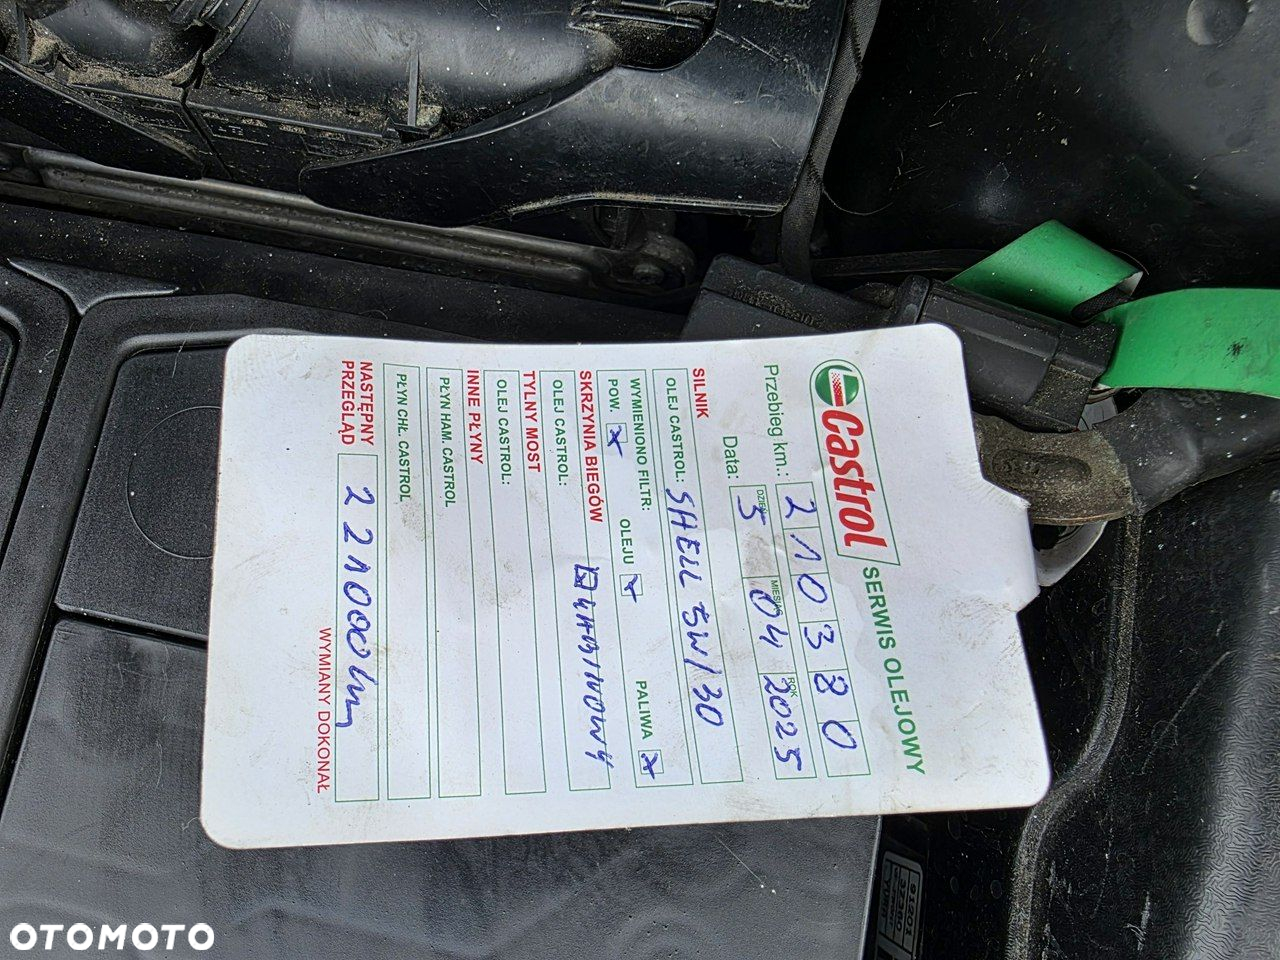 Castrol SERWIS OLEJOWY
Przebieg km.: 210380
DZIEŃ MIESIĄC ROK
Data: 5 04 2025
SILNIK
OLEJ CASTROL: SHELL 5W/30
WYMIENIONO FILTR:
POW. x OLEJU x PALIWA x
SKRZYNIA BIEGÓW
x KABINOWY
OLEJ CASTROL:
TYLNY MOST
OLEJ CASTROL:
INNE PŁYNY
PŁYN HAM. CASTROL
PŁYN CHŁ. CASTROL
NASTĘPNY PRZEGLĄD 221000km
WYMIANY DOKONAŁ
OTOMOTO